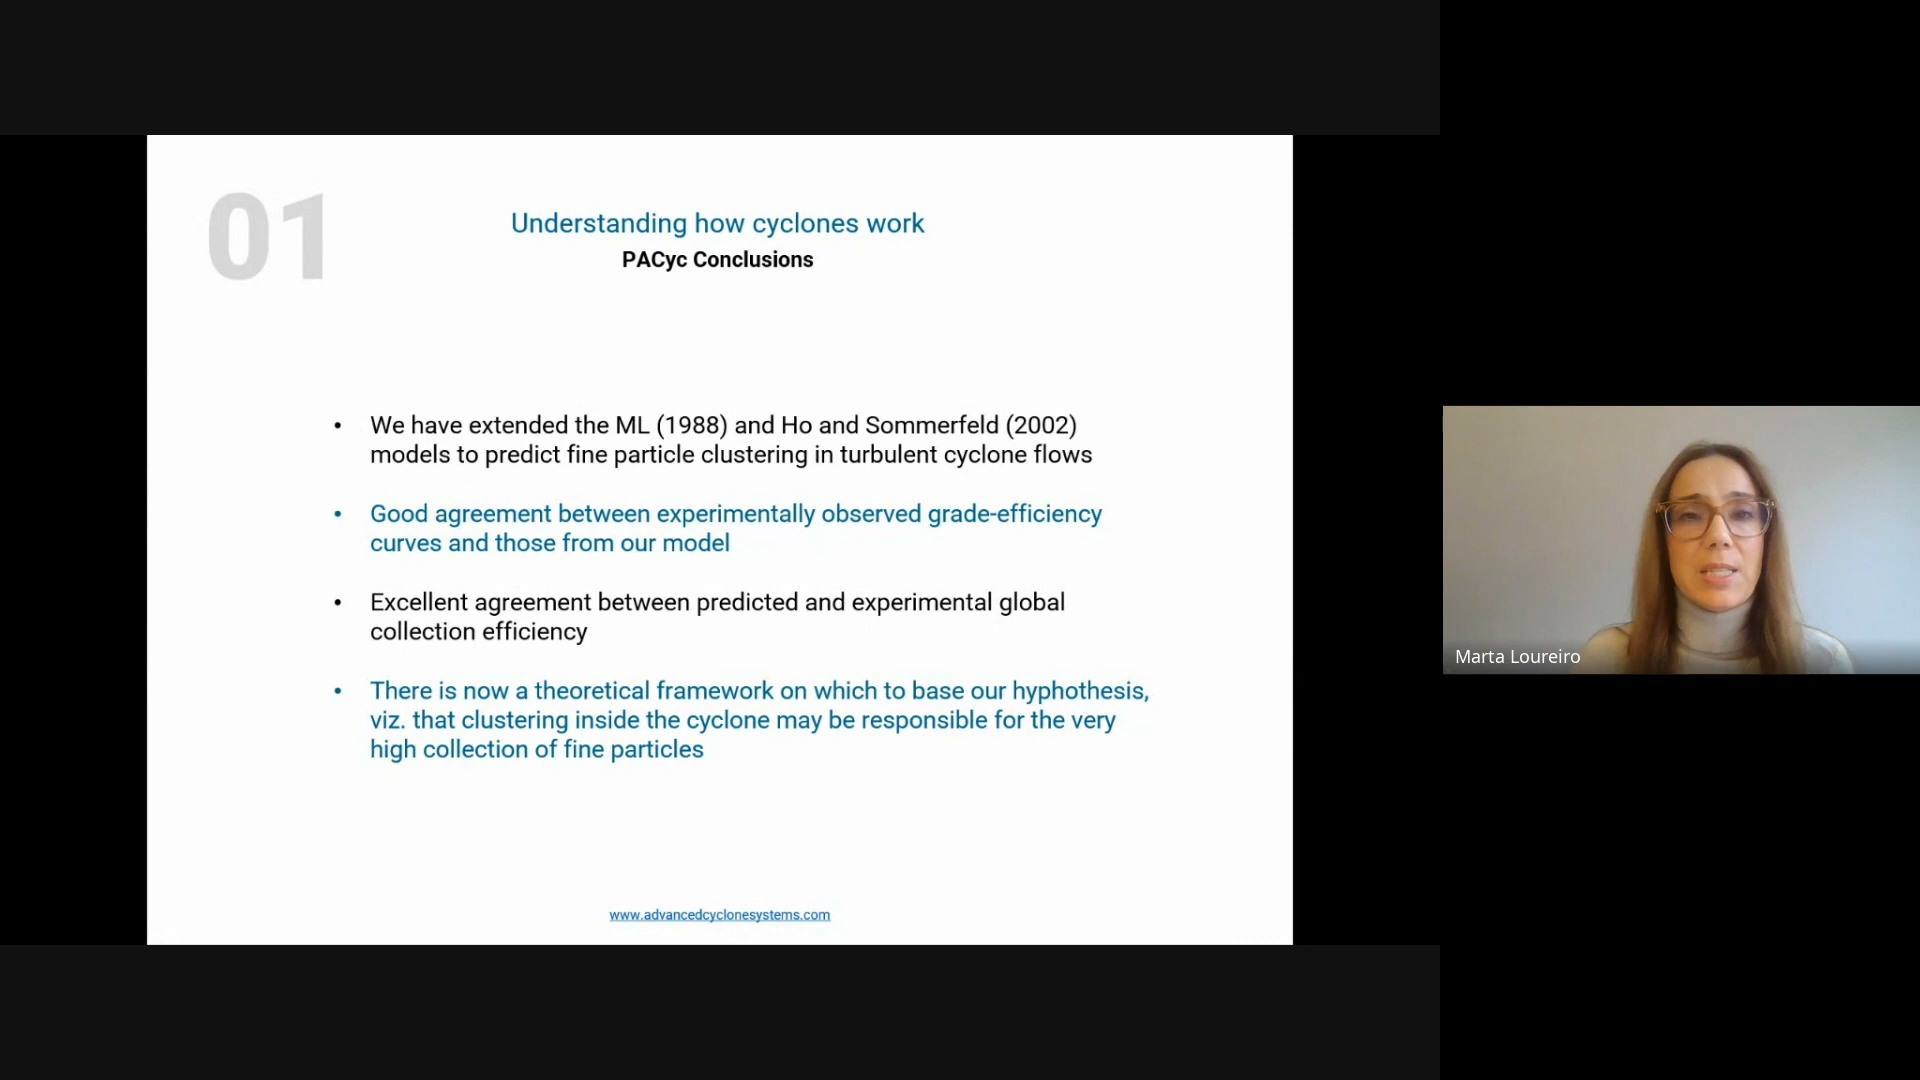 01
Understanding how cyclones work
PACyc Conclusions
• We have extended the ML (1988) and Ho and Sommerfeld (2002)
models to predict fine particle clustering in turbulent cyclone flows
• Good agreement between experimentally observed grade-efficiency
curves and those from our model
• Excellent agreement between predicted and experimental global
collection efficiency
• There is now a theoretical framework on which to base our hyphothesis,
viz. that clustering inside the cyclone may be responsible for the very
high collection of fine particles
www.advancedcyclonesystems.com
Marta Loureiro